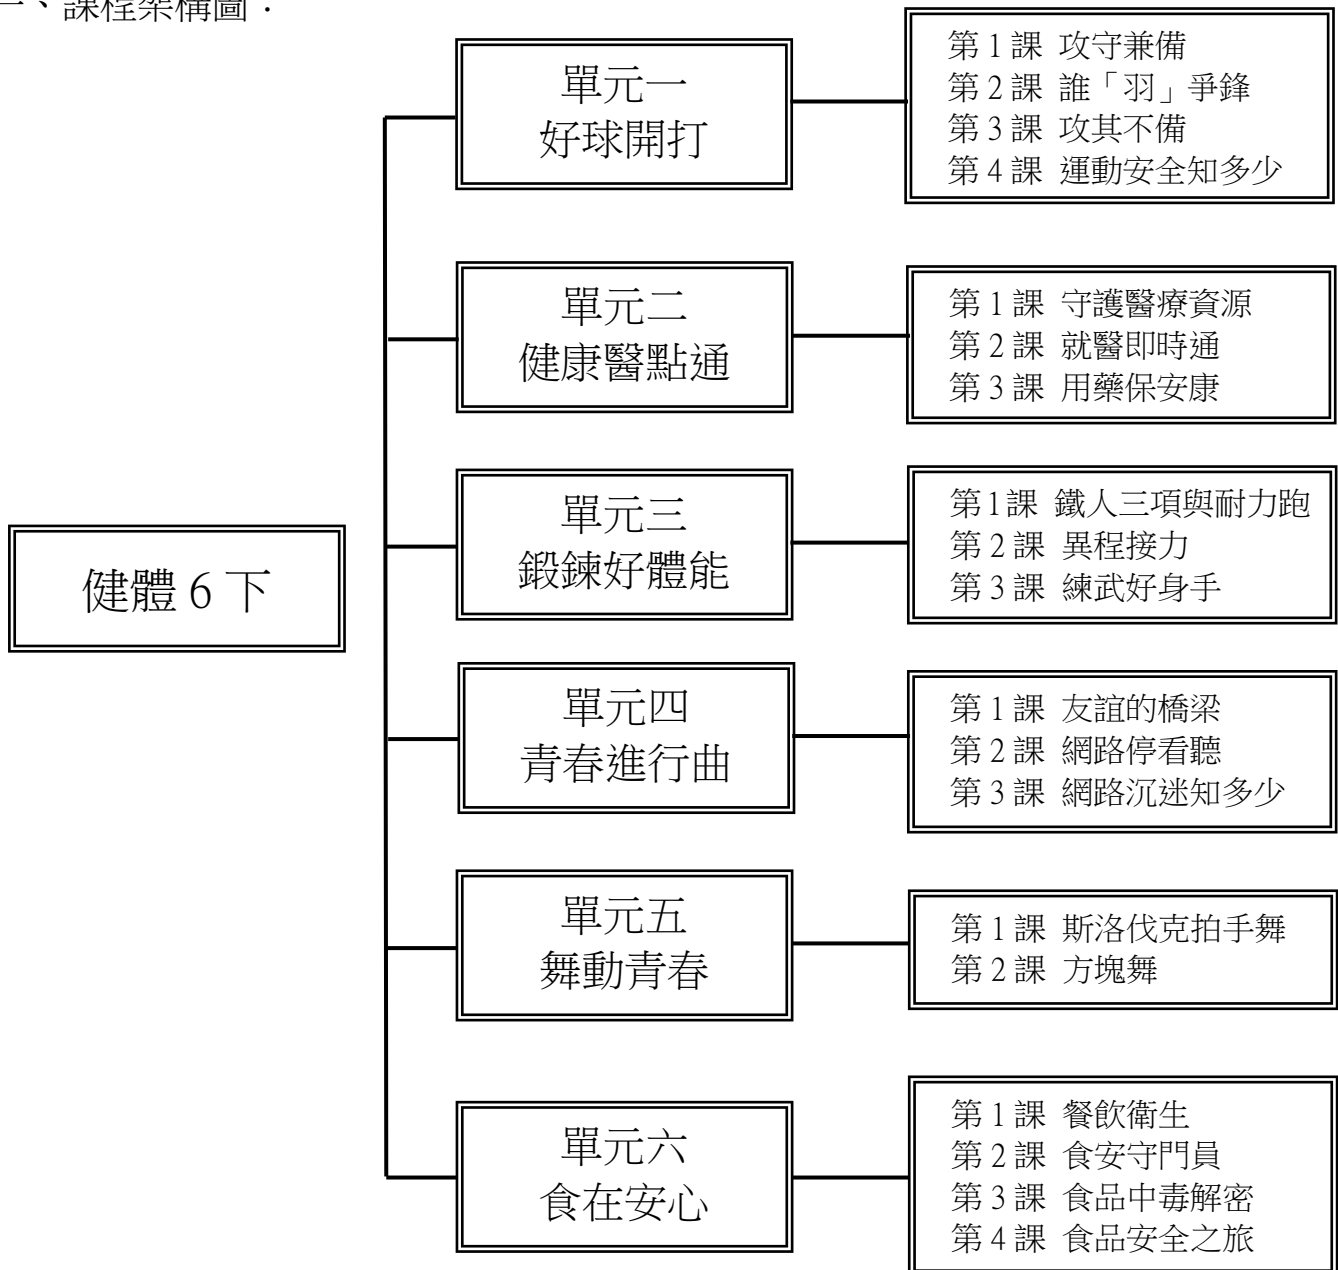 一、課程架構圖：
健體 6 下
單元一
好球開打
第 1 課 攻守兼備
第 2 課 誰「羽」爭鋒
第 3 課 攻其不備
第 4 課 運動安全知多少
單元二
健康醫點通
第 1 課 守護醫療資源
第 2 課 就醫即時通
第 3 課 用藥保安康
單元三
鍛鍊好體能
第 1 課 鐵人三項與耐力跑
第 2 課 異程接力
第 3 課 練武好身手
單元四
青春進行曲
第 1 課 友誼的橋梁
第 2 課 網路停看聽
第 3 課 網路沉迷知多少
單元五
舞動青春
第 1 課 斯洛伐克拍手舞
第 2 課 方塊舞
單元六
食在安心
第 1 課 餐飲衛生
第 2 課 食安守門員
第 3 課 食品中毒解密
第 4 課 食品安全之旅